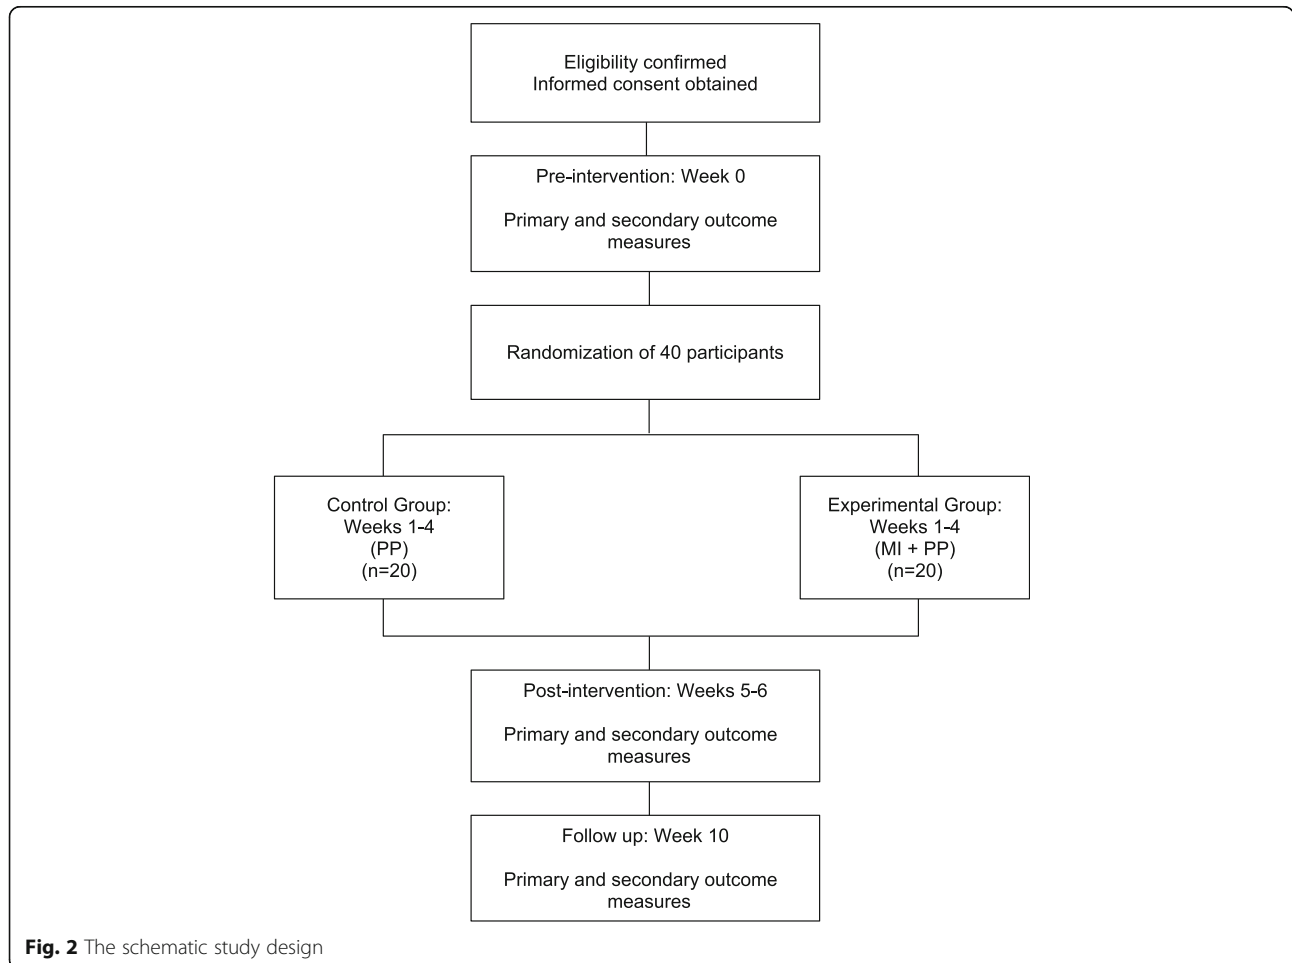 Eligibility confirmed
Informed consent obtained
Pre-intervention: Week 0
Primary and secondary outcome
measures
Randomization of 40 participants
Control Group:
Weeks 1-4
(PP)
(n=20)
Experimental Group:
Weeks 1-4
(MI + PP)
(n=20)
Post-intervention: Weeks 5-6
Primary and secondary outcome
measures
Follow up: Week 10
Primary and secondary outcome
measures
Fig. 2 The schematic study design